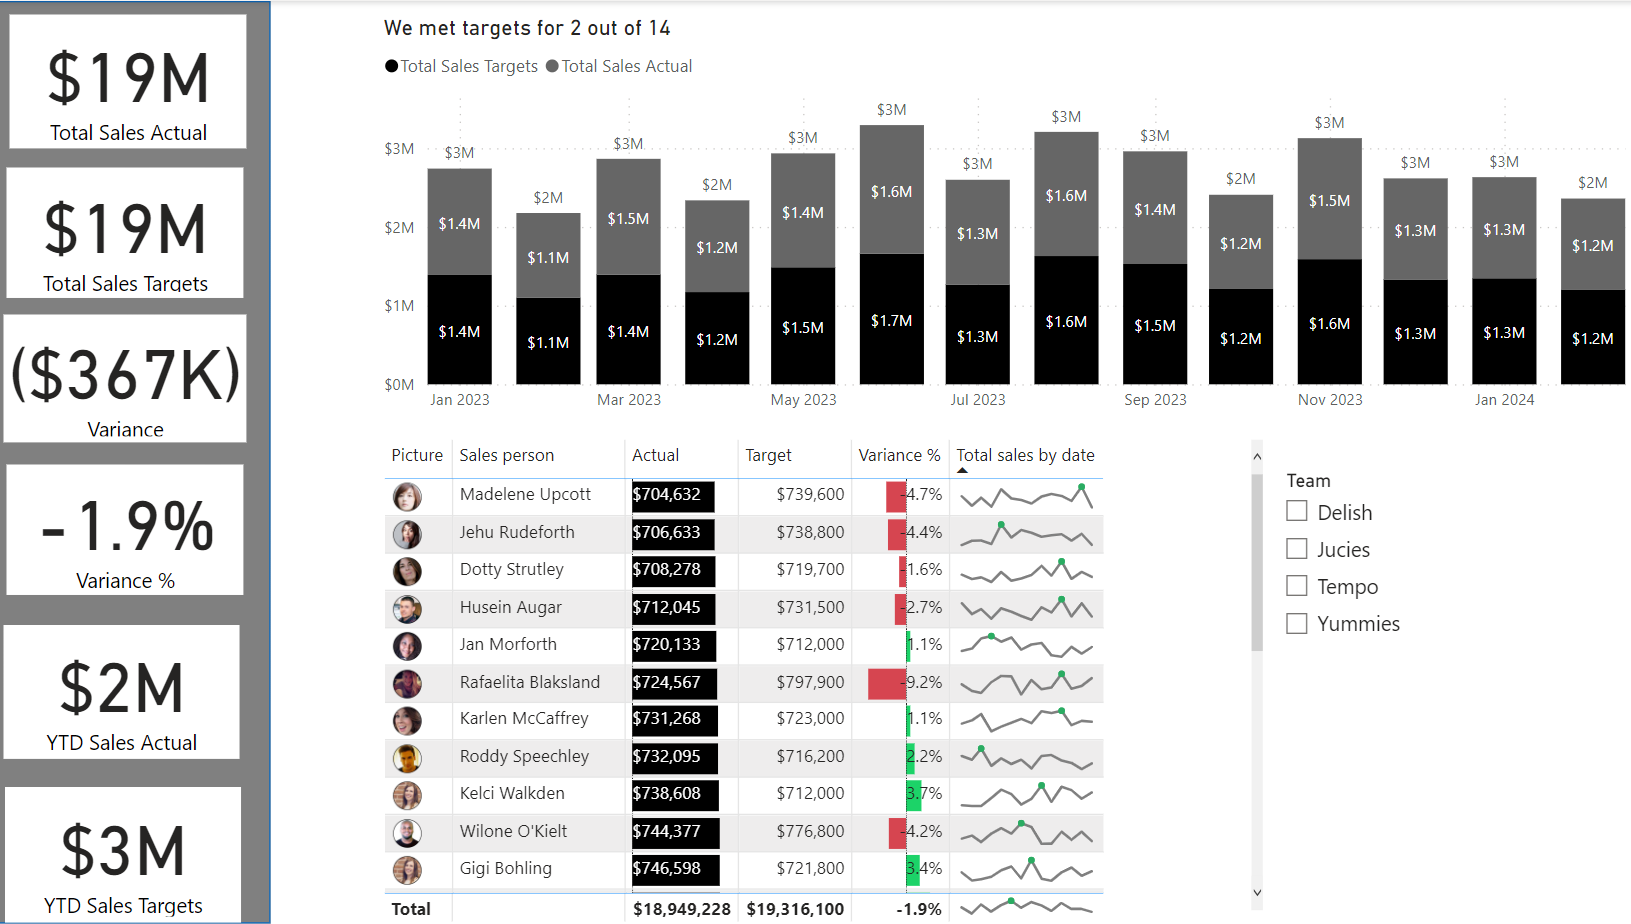 $19M
Total Sales Actual
$19M
Total Sales Targets
($367K)
Variance
-1.9%
Variance %
$2M
YTD Sales Actual
$3M
YTD Sales Targets
We met targets for 2 out of 14
Total Sales Targets Total Sales Actual
$3M $2M $3M $2M $3M $3M $3M $3M $3M $2M $3M $3M $3M $2M
$3M
$2M
$1M
$0M
$1.4M $1.1M $1.5M $1.2M $1.4M $1.6M $1.3M $1.6M $1.4M $1.2M $1.5M $1.3M $1.3M $1.2M
$1.4M $1.1M $1.4M $1.2M $1.5M $1.7M $1.3M $1.6M $1.5M $1.2M $1.6M $1.3M $1.3M $1.2M
Jan 2023 Mar 2023 May 2023 Jul 2023 Sep 2023 Nov 2023 Jan 2024
Picture Sales person Actual Target Variance % Total sales by date
Madelene Upcott $704,632 $739,600 -4.7%
Jehu Rudeforth $706,633 $738,800 -4.4%
Dotty Strutley $708,278 $719,700 -1.6%
Husein Augar $712,045 $731,500 -2.7%
Jan Morforth $720,133 $712,000 1.1%
Rafaelita Blaksland $724,567 $797,900 -9.2%
Karlen McCaffrey $731,268 $723,000 1.1%
Roddy Speechley $732,095 $716,200 2.2%
Kelci Walkden $738,608 $712,000 3.7%
Wilone O'Kielt $744,377 $776,800 -4.2%
Gigi Bohling $746,598 $721,800 3.4%
Total $18,949,228 $19,316,100 -1.9%
Team
Delish
Jucies
Tempo
Yummies